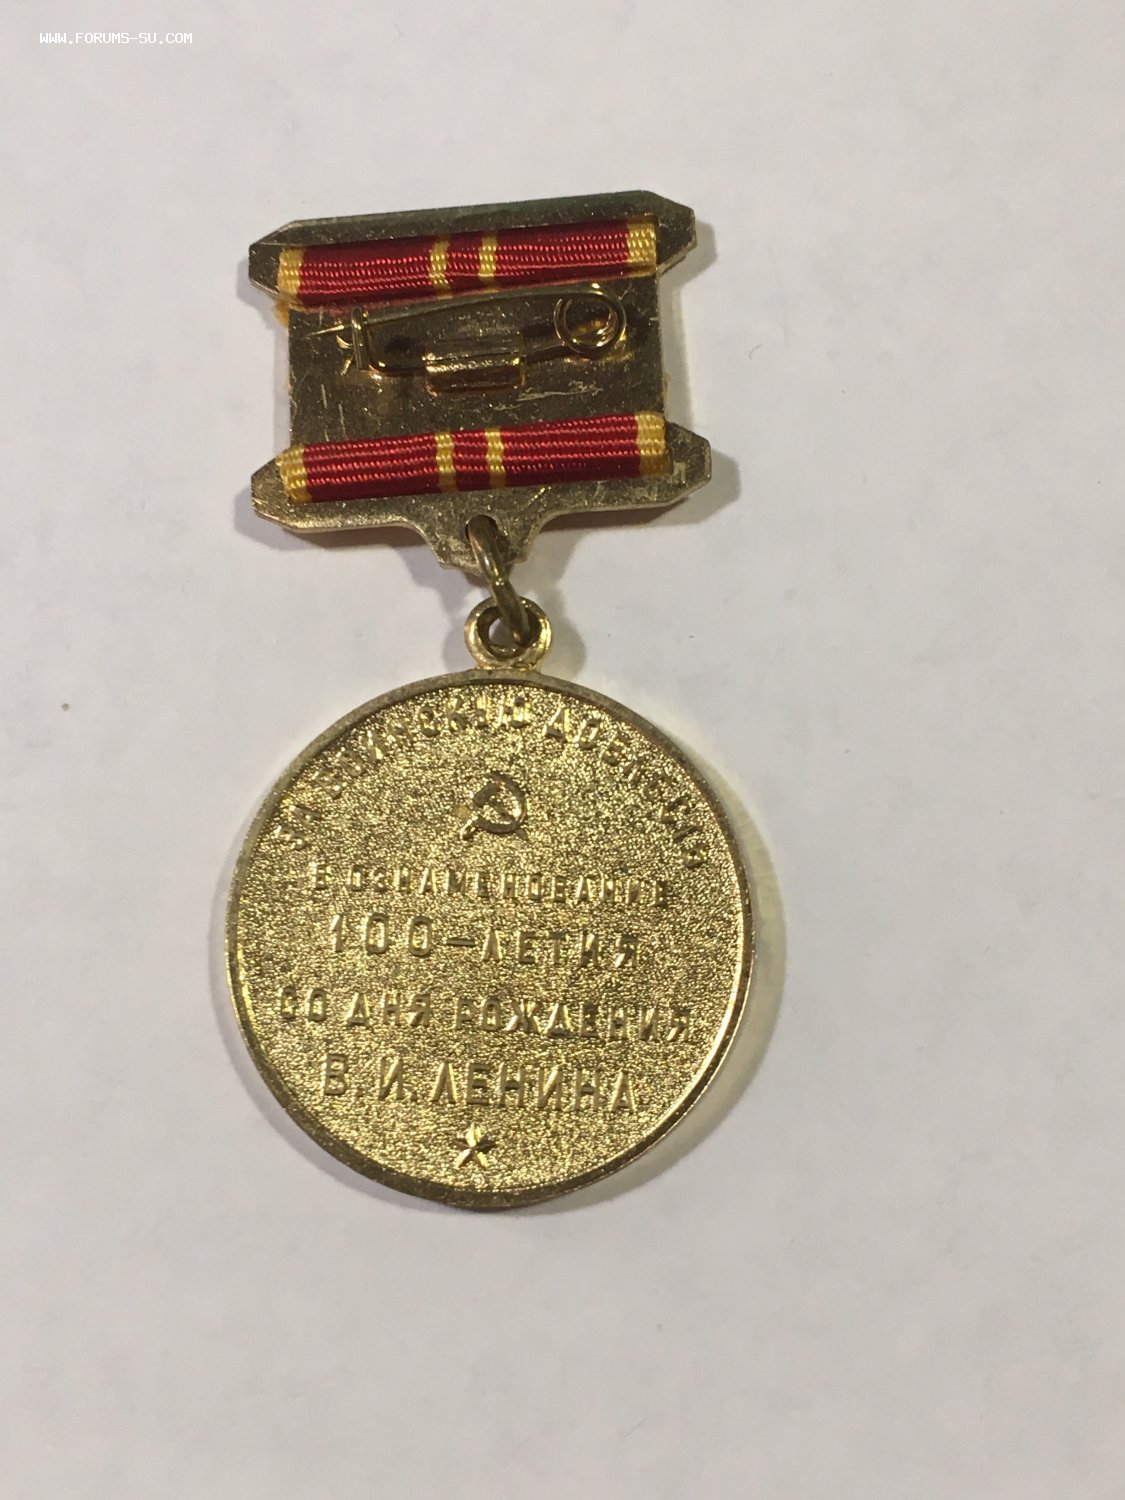 WWW.FORUMS-SU.COM
ЗА ВОИНСКУЮ ДОБЛЕСТЬ
В ОЗНАМЕНОВАНИЕ
100-ЛЕТИЯ
СО ДНЯ РОЖДЕНИЯ
В.И.ЛЕНИНА